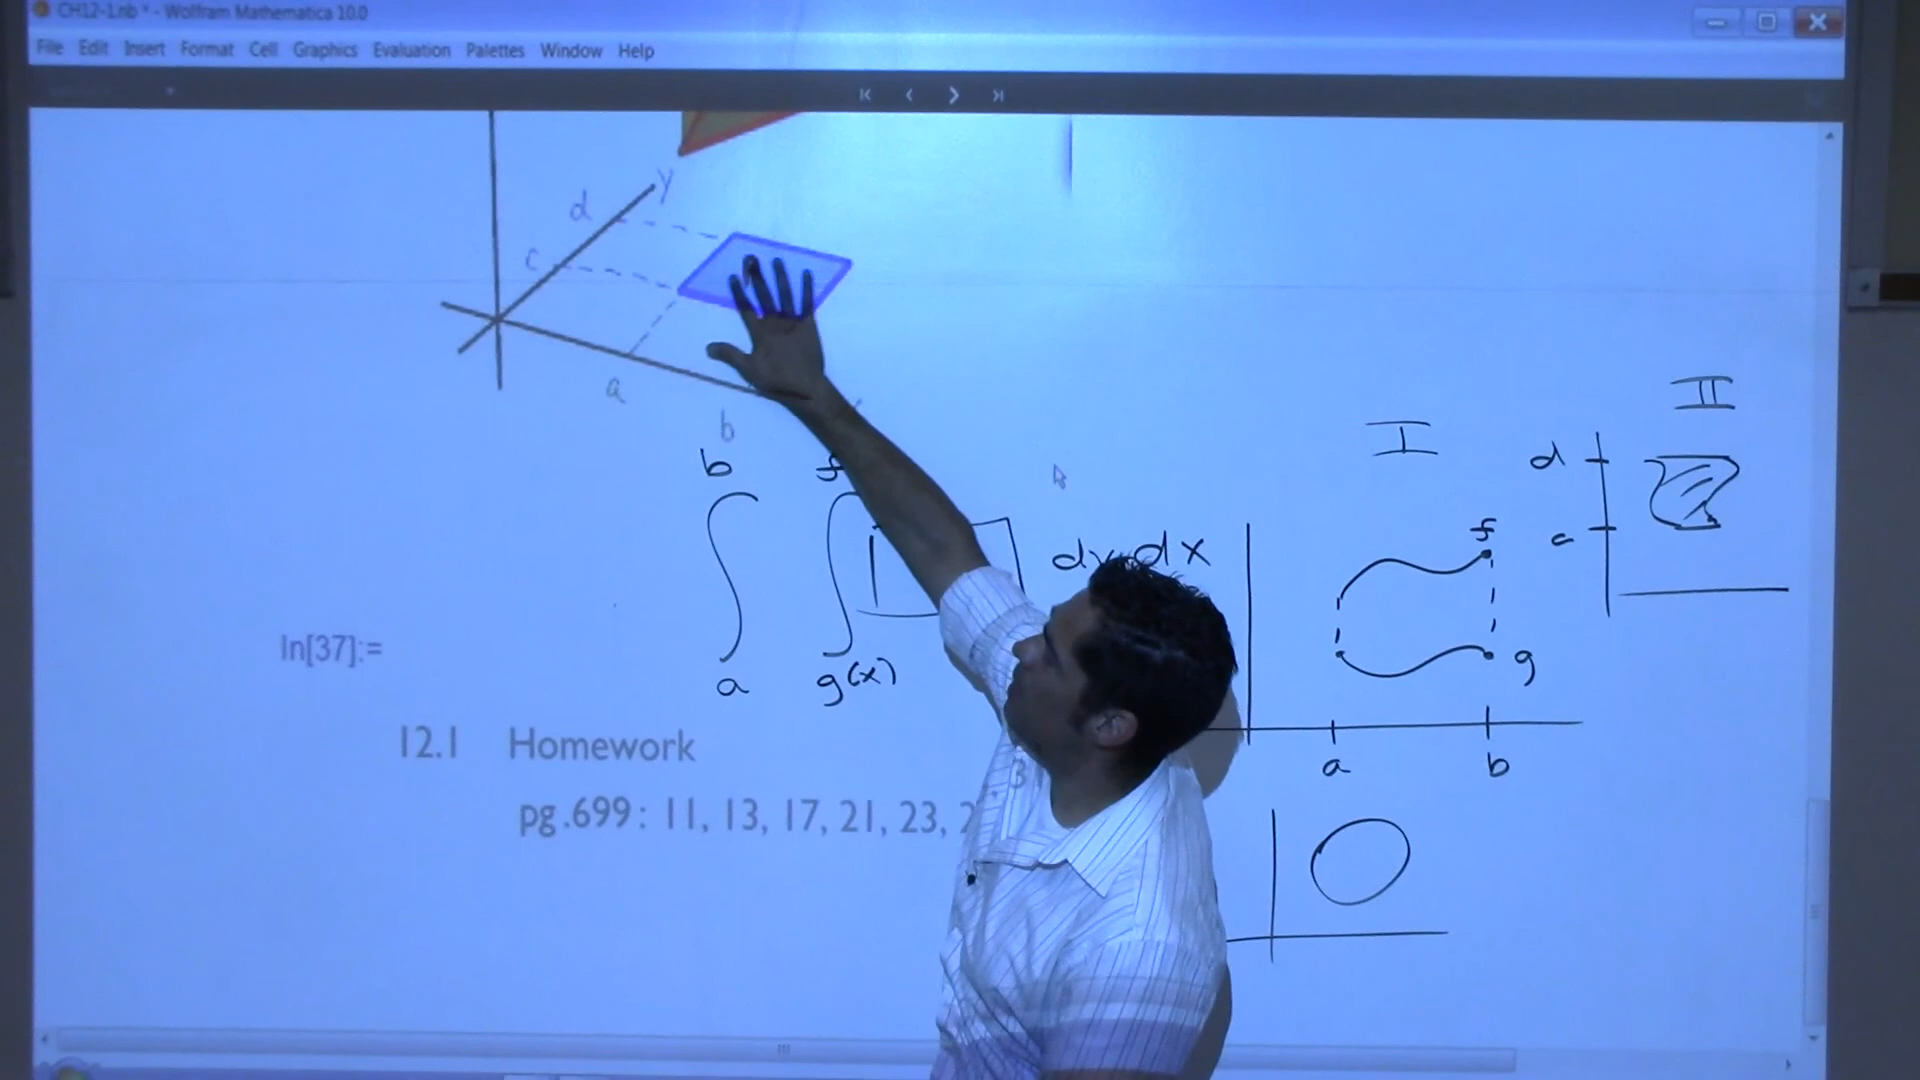 CH12-1.nb * - Wolfram Mathematica 10.0
File Edit Insert Format Cell Graphics Evaluation Palettes Window Help
y
d
c
a
b
II
I
b f
d
c
f
∫ ∫ dy dx
g
In[37]:=
a g(x)
12.1 Homework
a b
pg.699: 11, 13, 17, 21, 23,